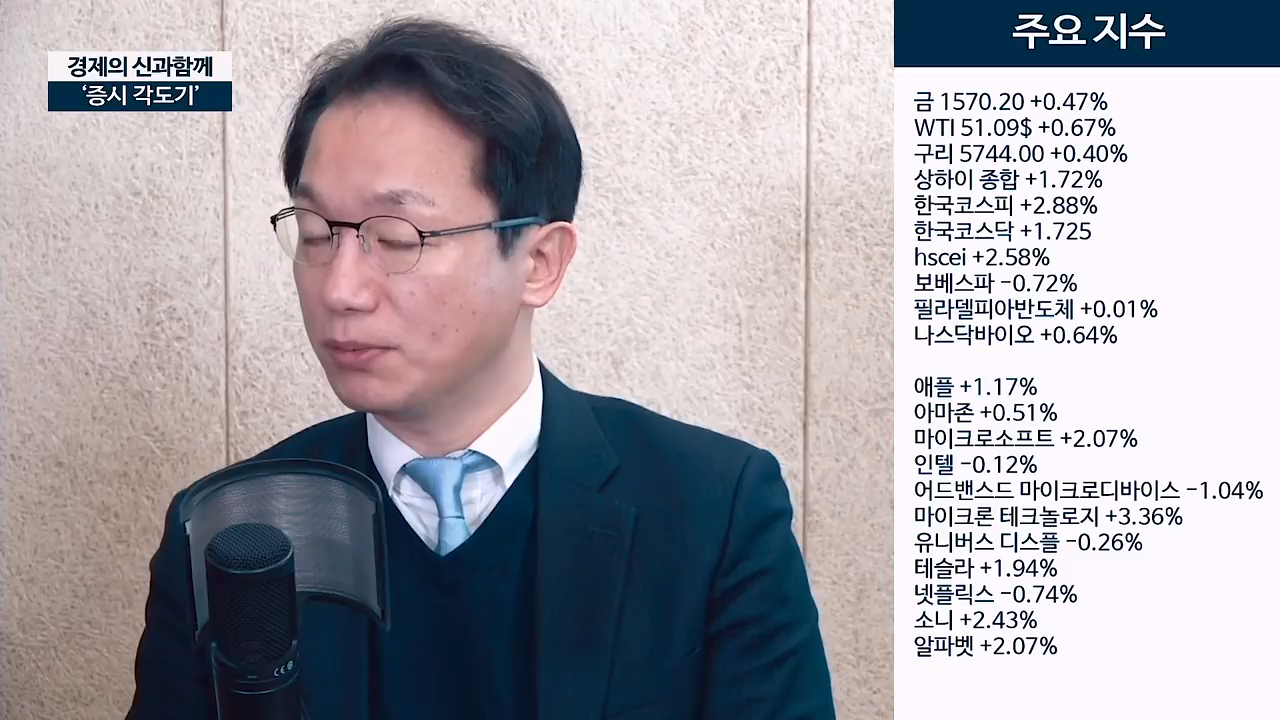 경제의 신과함께
‘증시 각도기’
주요 지수
금 1570.20 +0.47%
WTI 51.09$ +0.67%
구리 5744.00 +0.40%
상하이 종합 +1.72%
한국코스피 +2.88%
한국코스닥 +1.725
hscei +2.58%
보베스파 -0.72%
필라델피아반도체 +0.01%
나스닥바이오 +0.64%
애플 +1.17%
아마존 +0.51%
마이크로소프트 +2.07%
인텔 -0.12%
어드밴스드 마이크로디바이스 -1.04%
마이크론 테크놀로지 +3.36%
유니버스 디스플 -0.26%
테슬라 +1.94%
넷플릭스 -0.74%
소니 +2.43%
알파벳 +2.07%
CE